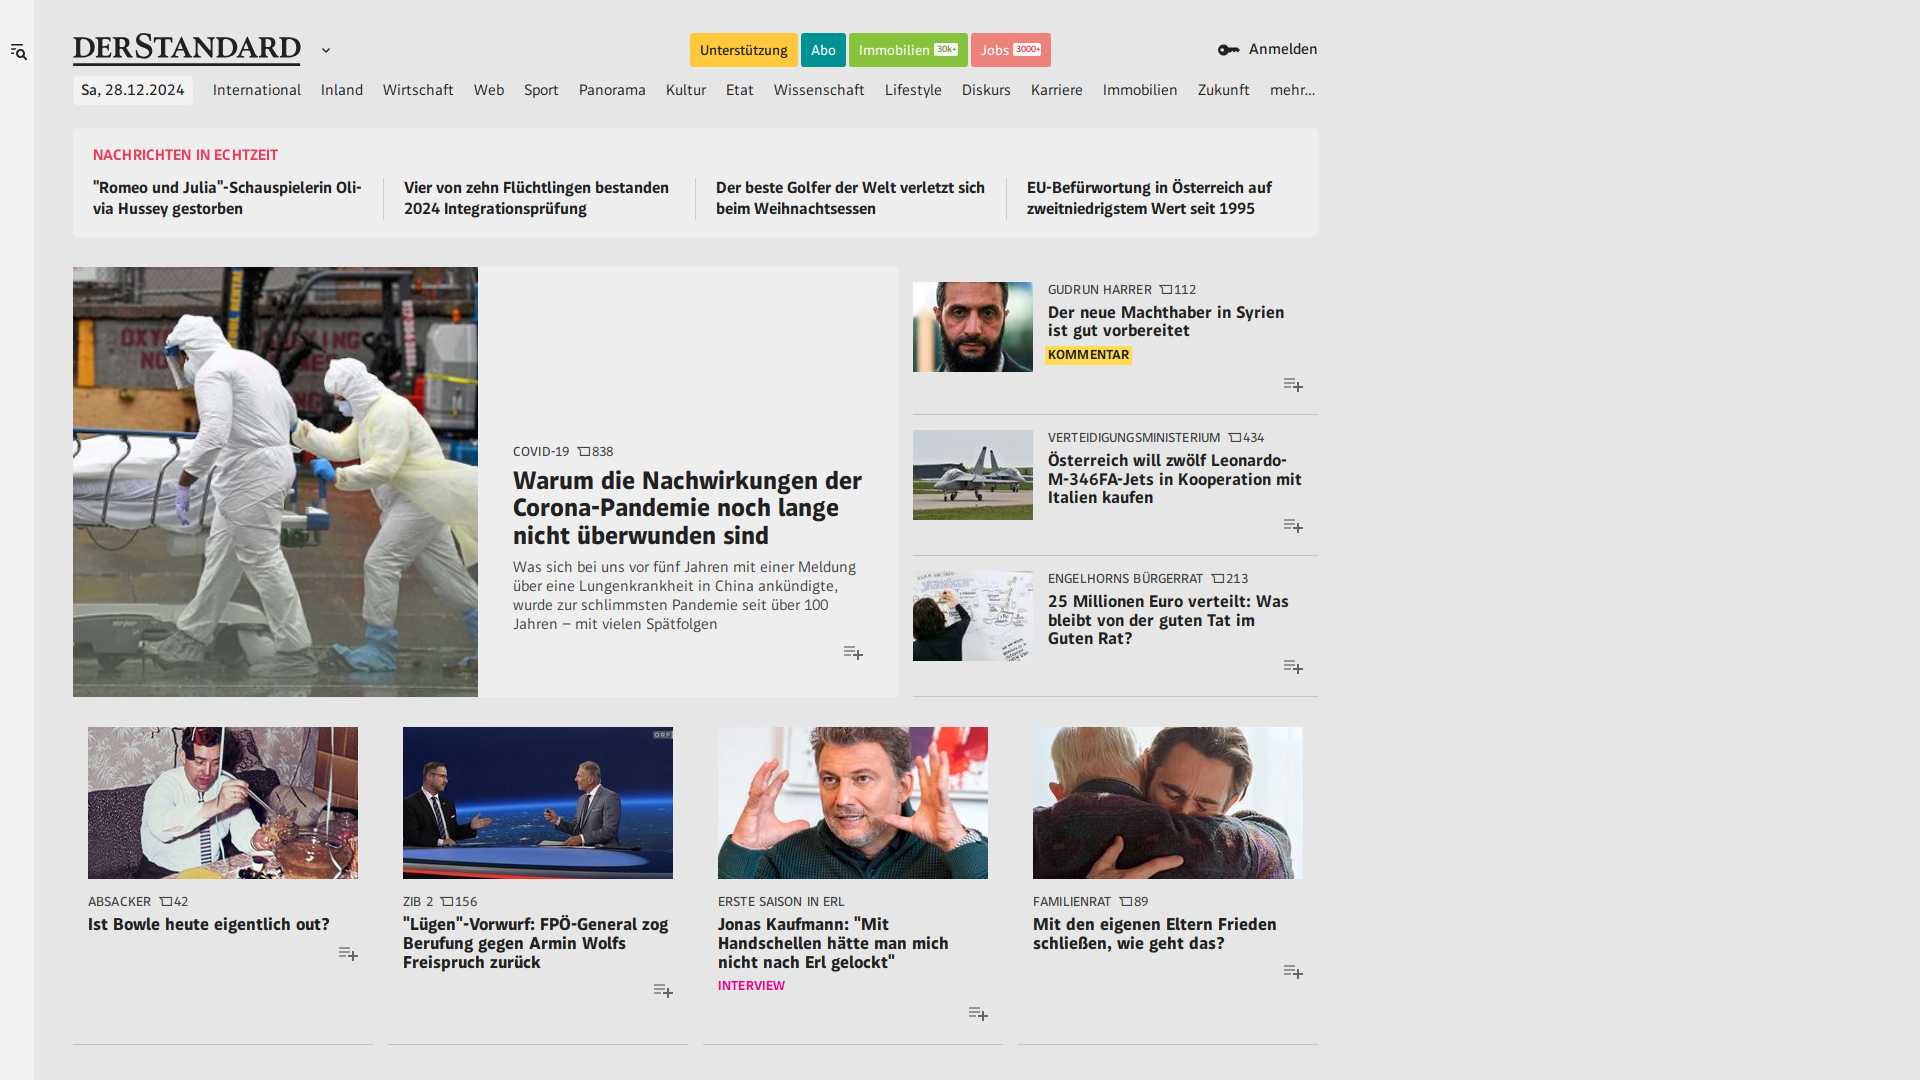 DERSTANDARD
Unterstützung
Abo
Immobilien 30k+
Jobs 3000+
Anmelden
Sa, 28.12.2024
International
Inland
Wirtschaft
Web
Sport
Panorama
Kultur
Etat
Wissenschaft
Lifestyle
Diskurs
Karriere
Immobilien
Zukunft
mehr...
NACHRICHTEN IN ECHTZEIT
"Romeo und Julia"-Schauspielerin Oli-
via Hussey gestorben
Vier von zehn Flüchtlingen bestanden
2024 Integrationsprüfung
Der beste Golfer der Welt verletzt sich
beim Weihnachtsessen
EU-Befürwortung in Österreich auf
zweitniedrigstem Wert seit 1995
COVID-19 838
Warum die Nachwirkungen der
Corona-Pandemie noch lange
nicht überwunden sind
Was sich bei uns vor fünf Jahren mit einer Meldung
über eine Lungenkrankheit in China ankündigte,
wurde zur schlimmsten Pandemie seit über 100
Jahren – mit vielen Spätfolgen
GUDRUN HARRER 112
Der neue Machthaber in Syrien
ist gut vorbereitet
KOMMENTAR
VERTEIDIGUNGSMINISTERIUM 434
Österreich will zwölf Leonardo-
M-346FA-Jets in Kooperation mit
Italien kaufen
ENGELHORNS BÜRGERRAT 213
25 Millionen Euro verteilt: Was
bleibt von der guten Tat im
Guten Rat?
ABSACKER 42
Ist Bowle heute eigentlich out?
ORF
ZIB 2 156
"Lügen"-Vorwurf: FPÖ-General zog
Berufung gegen Armin Wolfs
Freispruch zurück
ERSTE SAISON IN ERL
Jonas Kaufmann: "Mit
Handschellen hätte man mich
nicht nach Erl gelockt"
INTERVIEW
FAMILIENRAT 89
Mit den eigenen Eltern Frieden
schließen, wie geht das?